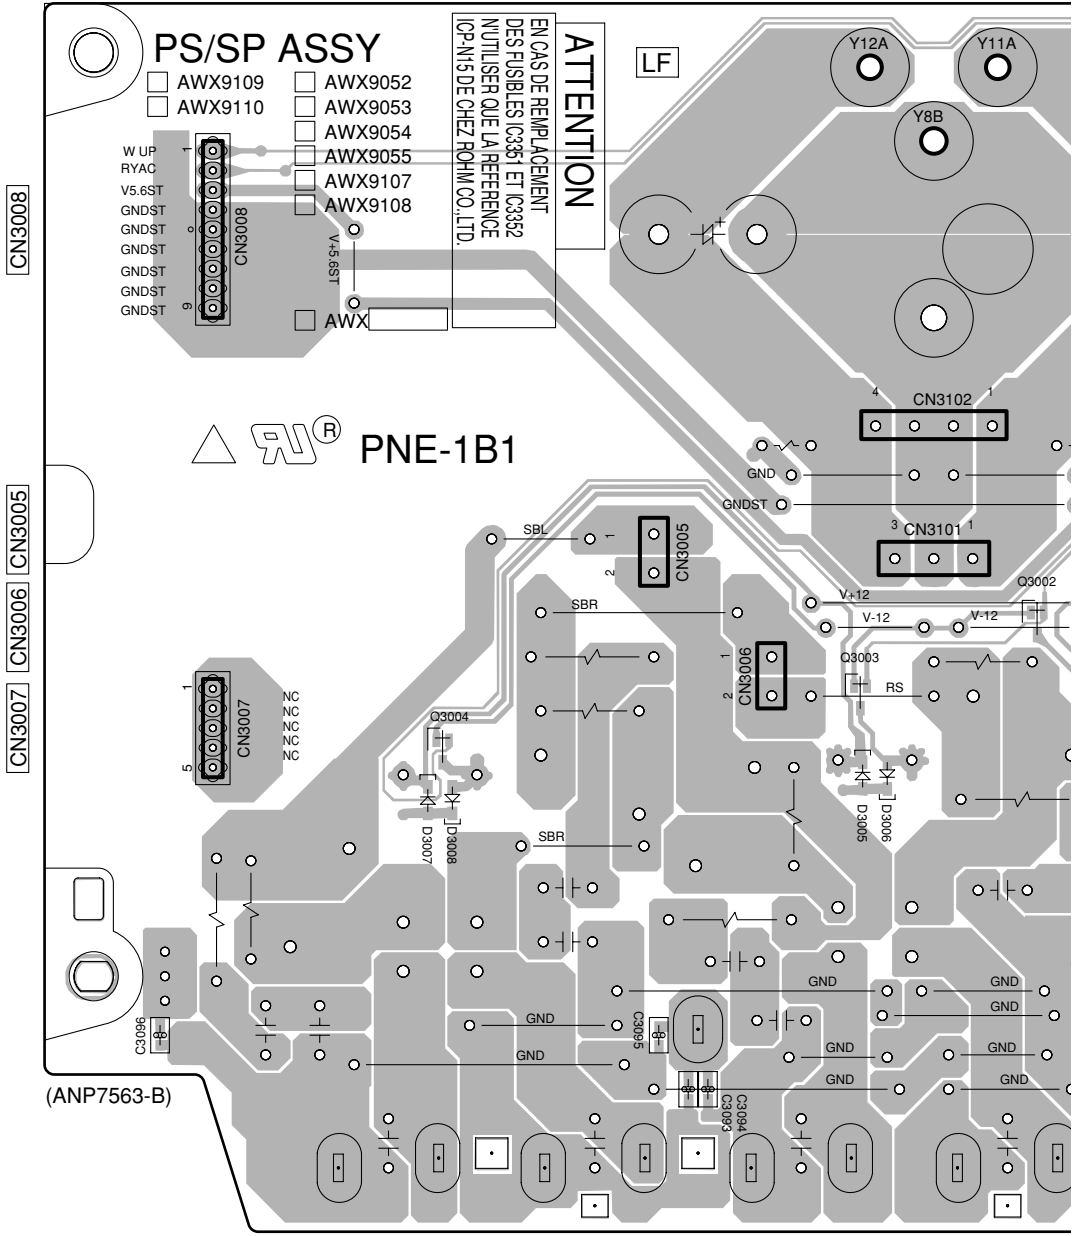 PS/SP ASSY
AWX9109
AWX9110
AWX9052
AWX9053
AWX9054
AWX9055
AWX9107
AWX9108
AWX
ATTENTION
EN CAS DE REMPLACEMENT
DES FUSIBLES IC3351 ET IC3352
N'UTILISER QUE LA REFERENCE
ICP-N15 DE CHEZ ROHM CO.,LTD.
LF
Y12A
Y11A
Y8B
W UP
RYAC
V5.6ST
GNDST
GNDST
GNDST
GNDST
GNDST
GNDST
1
9
CN3008
V+5.6ST
CN3008
R
PNE-1B1
4
CN3102
1
GND
GNDST
3
CN3101
1
CN3005
CN3006
CN3007
SBL
1
2
CN3005
SBR
V+12
V-12
V-12
Q3002
1
2
CN3006
Q3003
RS
1
5
CN3007
NC
NC
NC
NC
NC
Q3004
D3007
D3008
D3005
D3006
SBR
GND
GND
GND
GND
GND
GND
GND
GND
C3096
C3095
C3093
C3094
(ANP7563-B)